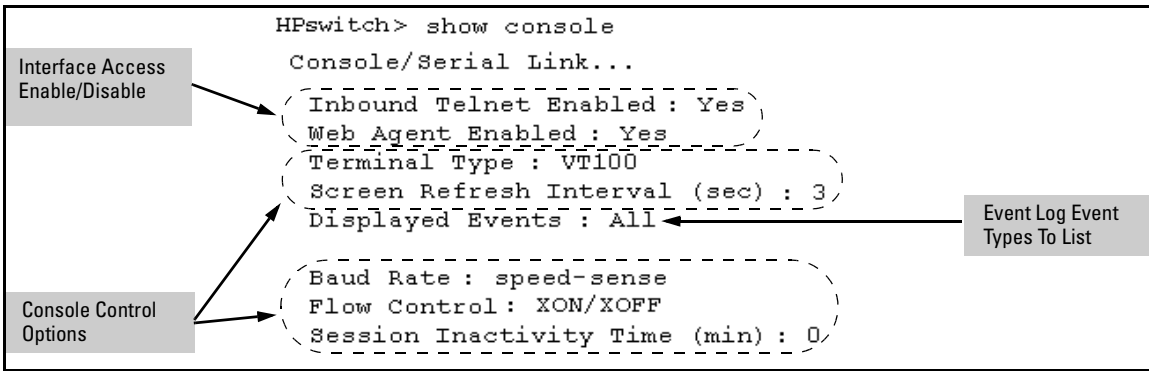 HPswitch> show console
Console/Serial Link...
Interface Access
Enable/Disable
Inbound Telnet Enabled : Yes
Web Agent Enabled : Yes
Terminal Type : VT100
Screen Refresh Interval (sec) : 3
Displayed Events : All
Event Log Event
Types To List
Baud Rate : speed-sense
Flow Control : XON/XOFF
Session Inactivity Time (min) : 0
Console Control
Options